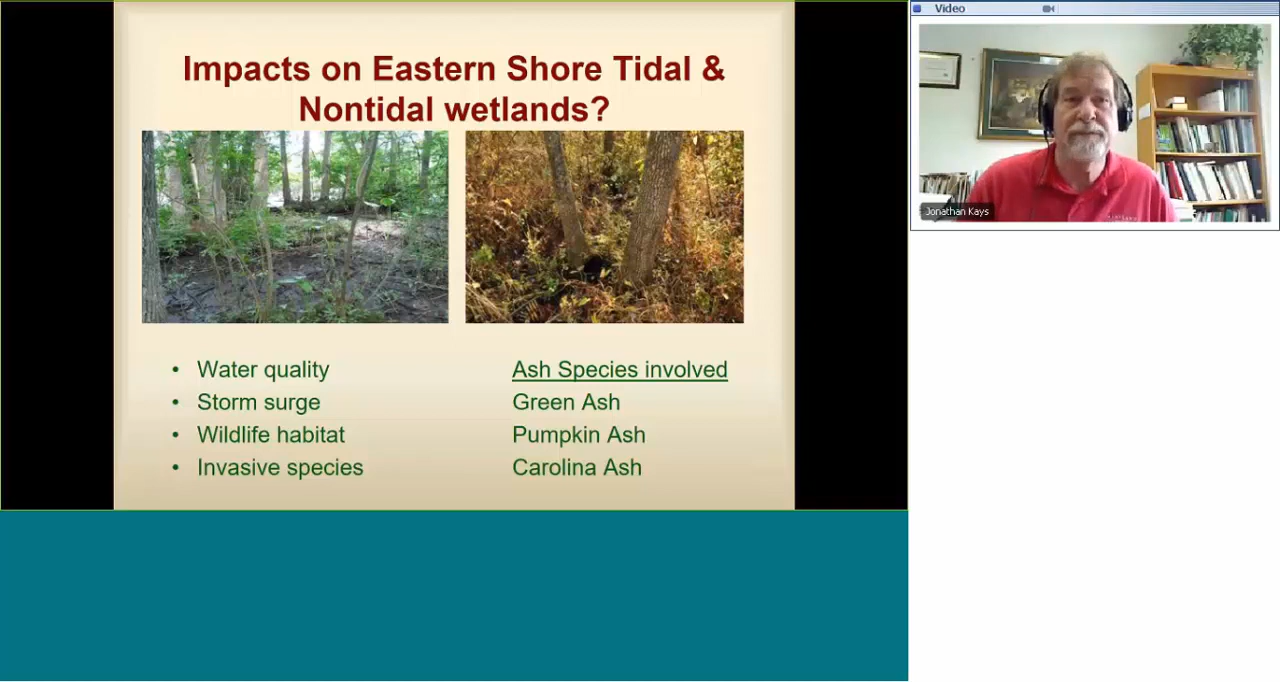 Video
Impacts on Eastern Shore Tidal &
Nontidal wetlands?
Jonathan Kays
• Water quality
• Storm surge
• Wildlife habitat
• Invasive species
Ash Species involved
Green Ash
Pumpkin Ash
Carolina Ash